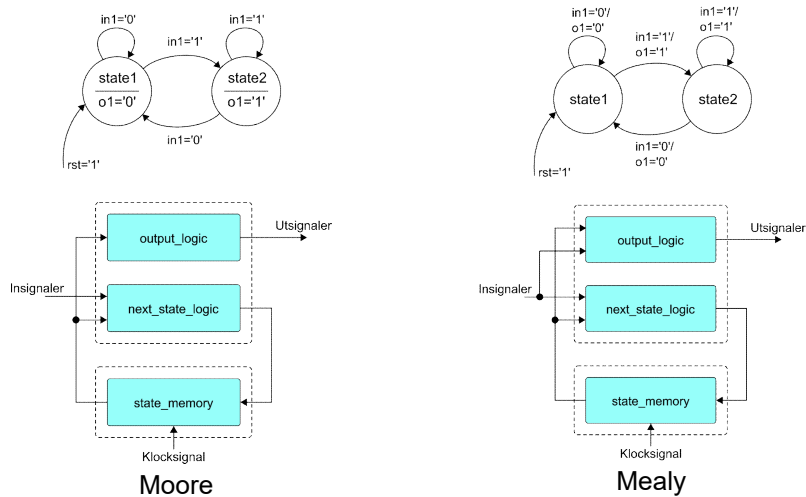 in1='0'
in1='1'
in1='1'
state1
o1='0'
state2
o1='1'
in1='0'
rst='1'
output_logic
Utsignaler
Insignaler
next_state_logic
state_memory
Klocksignal
Moore
in1='0'/
o1='0'
in1='1'/
o1='1'
in1='1'/
o1='1'
state1
state2
in1='0'/
o1='0'
rst='1'
output_logic
Utsignaler
Insignaler
next_state_logic
state_memory
Klocksignal
Mealy